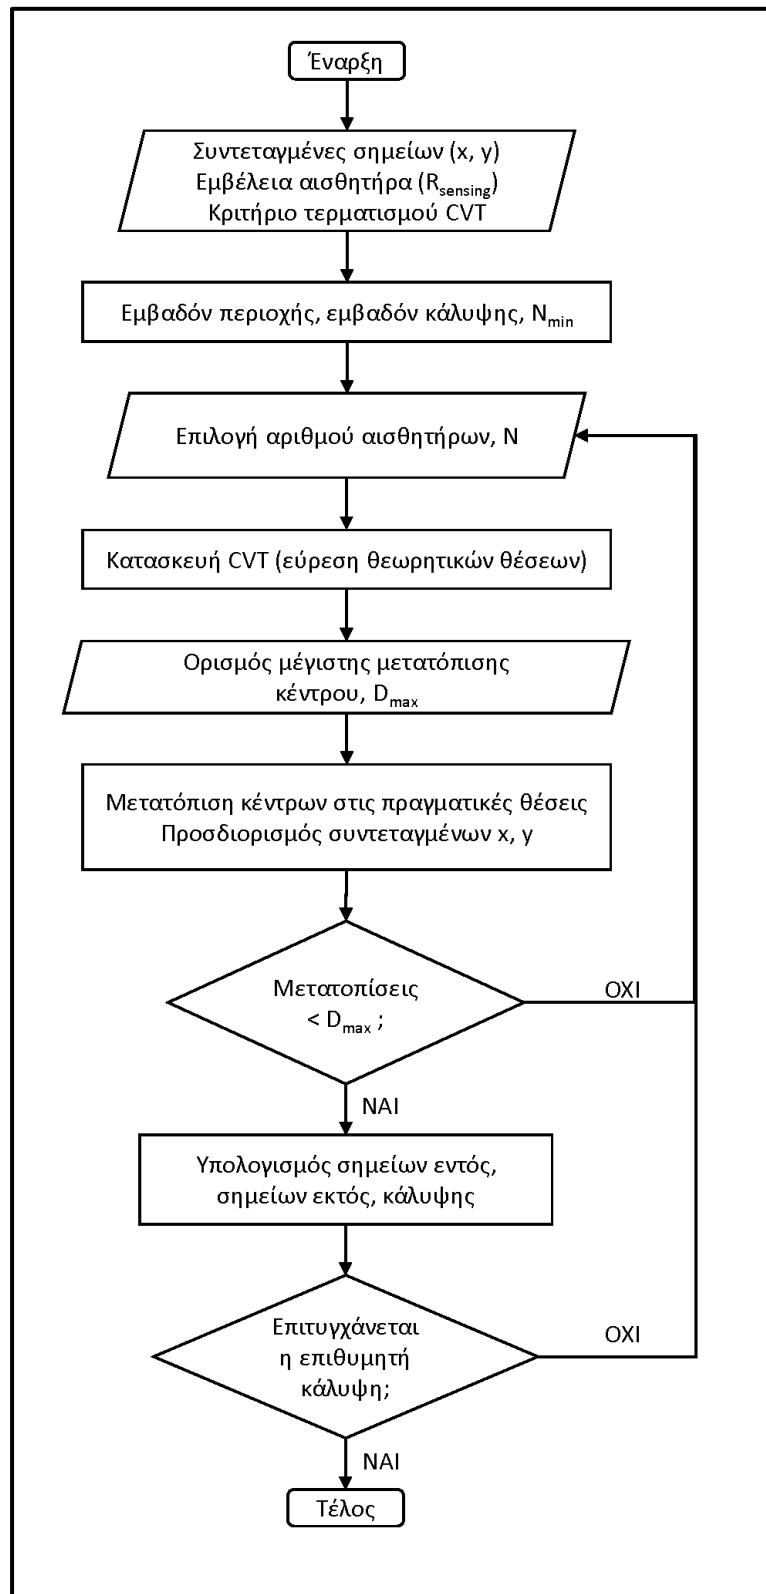 Έναρξη
Συντεταγμένες σημείων (x, y)
Εμβέλεια αισθητήρα (Rsensing)
Κριτήριο τερματισμού CVT
Εμβαδόν περιοχής, εμβαδόν κάλυψης, Nmin
Επιλογή αριθμού αισθητήρων, N
Κατασκευή CVT (εύρεση θεωρητικών θέσεων)
Ορισμός μέγιστης μετατόπισης
κέντρου, Dmax
Μετατόπιση κέντρων στις πραγματικές θέσεις
Προσδιορισμός συντεταγμένων x, y
Μετατοπίσεις
< Dmax ;
ΟΧΙ
ΝΑΙ
Υπολογισμός σημείων εντός,
σημείων εκτός, κάλυψης
Επιτυγχάνεται
η επιθυμητή
κάλυψη;
ΟΧΙ
ΝΑΙ
Τέλος